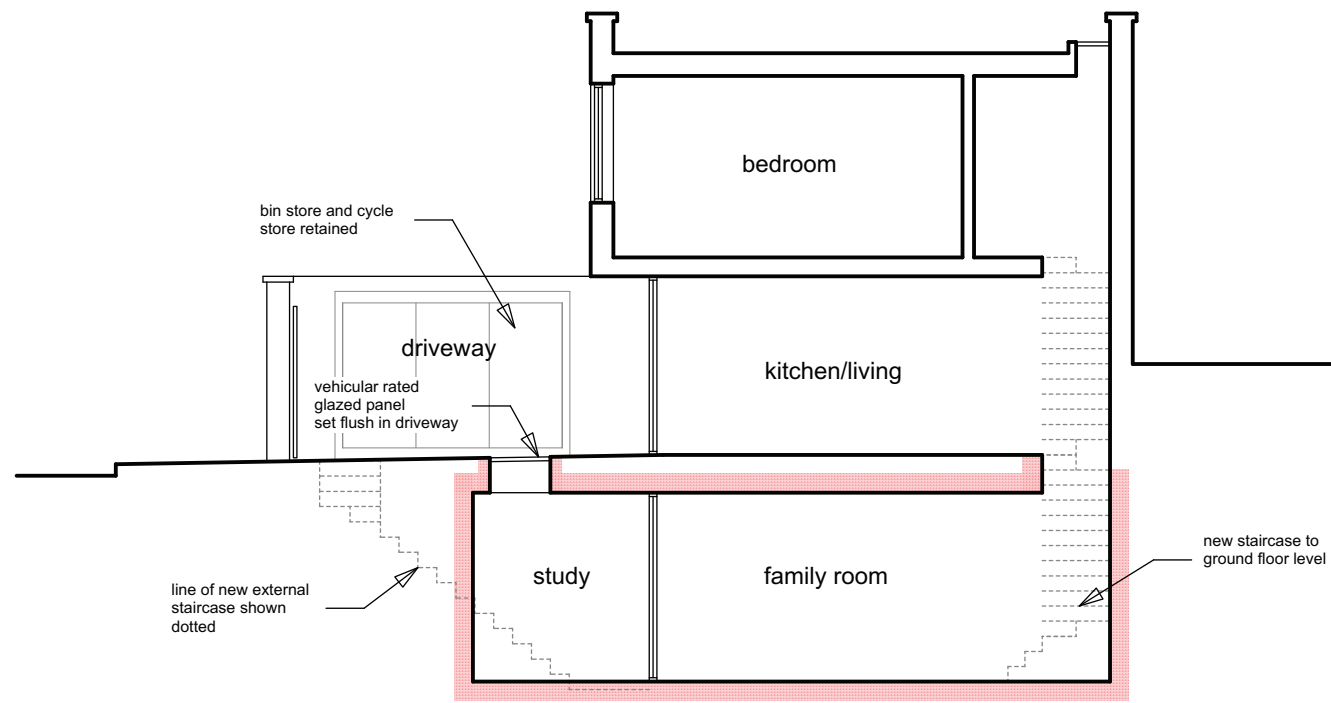 bedroom
bin store and cycle
store retained
driveway
kitchen/living
vehicular rated
glazed panel
set flush in driveway
new staircase to
ground floor level
study
family room
line of new external
staircase shown
dotted